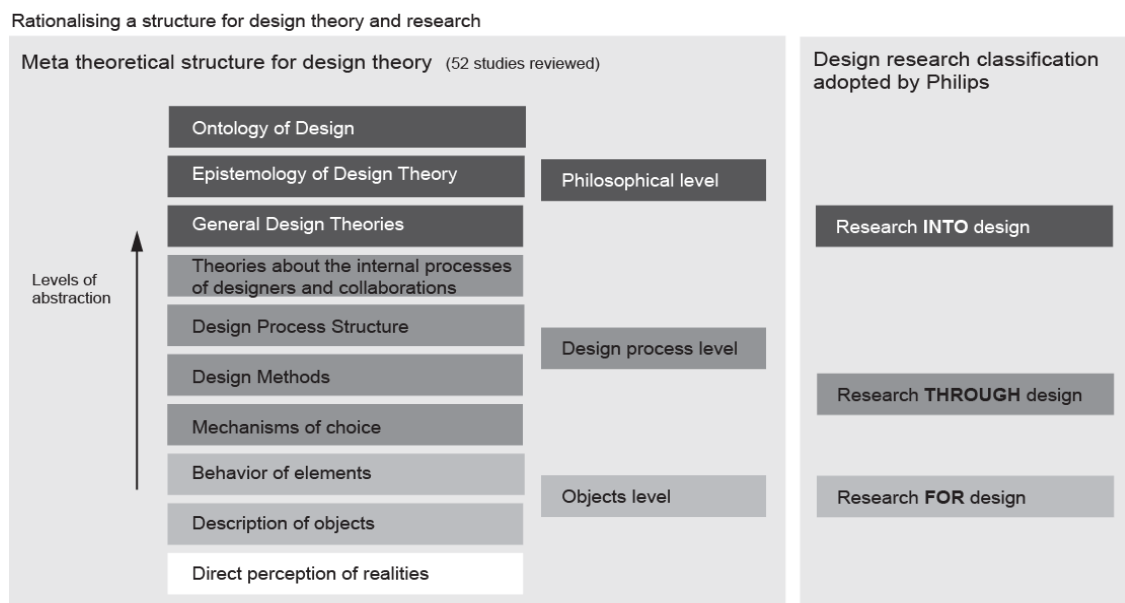 Rationalising a structure for design theory and research
Meta theoretical structure for design theory (52 studies reviewed)
Ontology of Design
Epistemology of Design Theory
General Design Theories
Theories about the internal processes
of designers and collaborations
Design Process Structure
Design Methods
Mechanisms of choice
Behavior of elements
Description of objects
Direct perception of realities
Levels of
abstraction
Philosophical level
Design process level
Objects level
Design research classification
adopted by Philips
Research INTO design
Research THROUGH design
Research FOR design